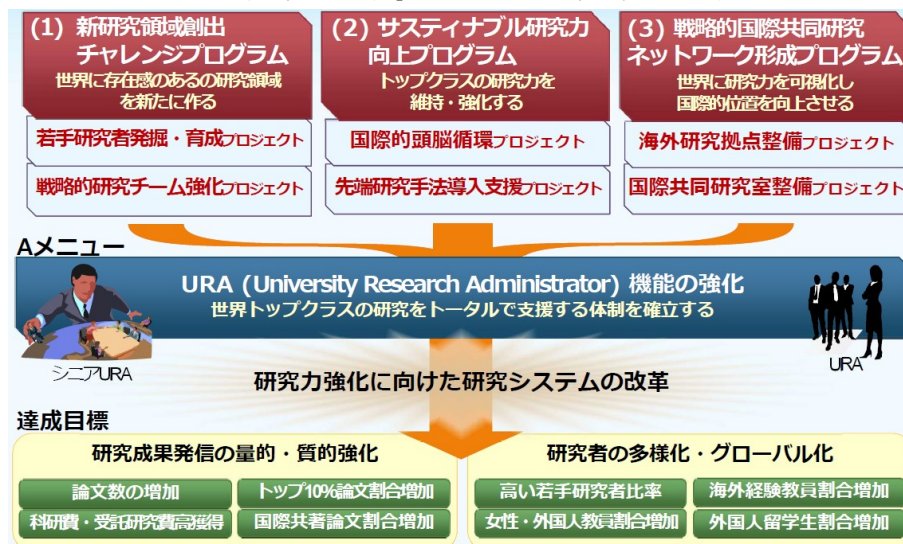 (1) 新研究領域創出
チャレンジプログラム
世界に存在感のあるの研究領域
を新たに作る
若手研究者発掘・育成プロジェクト
戦略的研究チーム強化プロジェクト
(2) サスティナブル研究力
向上プログラム
トップクラスの研究力を
維持・強化する
国際的頭脳循環プロジェクト
先端研究手法導入支援プロジェクト
(3) 戦略的国際共同研究
ネットワーク形成プログラム
世界に研究力を可視化し
国際的位置を向上させる
海外研究拠点整備プロジェクト
国際共同研究室整備プロジェクト
Aメニュー
URA (University Research Administrator) 機能の強化
世界トップクラスの研究をトータルで支援する体制を確立する
シニアURA
URA
研究力強化に向けた研究システムの改革
達成目標
研究成果発信の量的・質的強化
論文数の増加
トップ10%論文割合増加
科研費・受託研究費高獲得
国際共著論文割合増加
研究者の多様化・グローバル化
高い若手研究者比率
海外経験教員割合増加
女性・外国人教員割合増加
外国人留学生割合増加